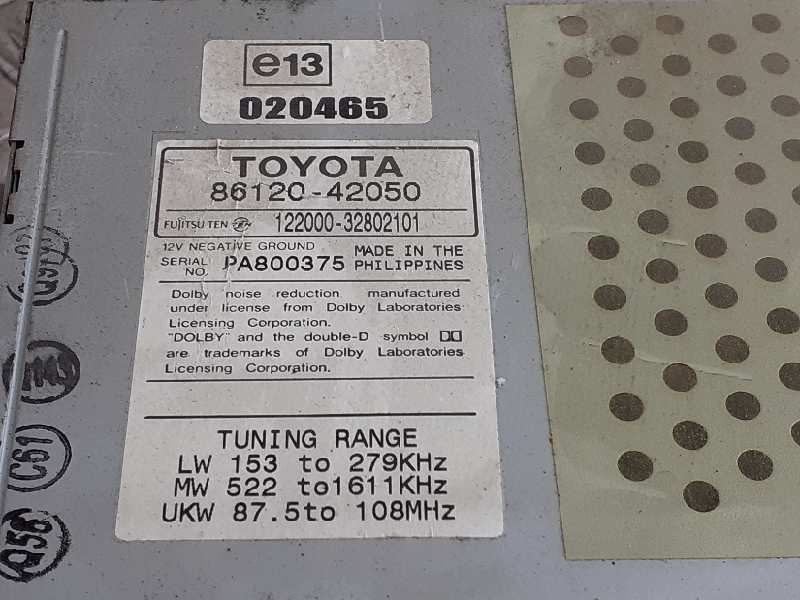 e13
020465
TOYOTA
86120-42050
FUJITSU TEN 122000-32802101
12V NEGATIVE GROUND
SERIAL NO. PA800375
MADE IN THE PHILIPPINES
Dolby noise reduction manufactured
under license from Dolby Laboratories
Licensing Corporation.
"DOLBY" and the double-D symbol
are trademarks of Dolby Laboratories
Licensing Corporation.
TUNING RANGE
LW 153 to 279KHz
MW 522 to1611KHz
UKW 87.5to 108MHz
C61
Q58